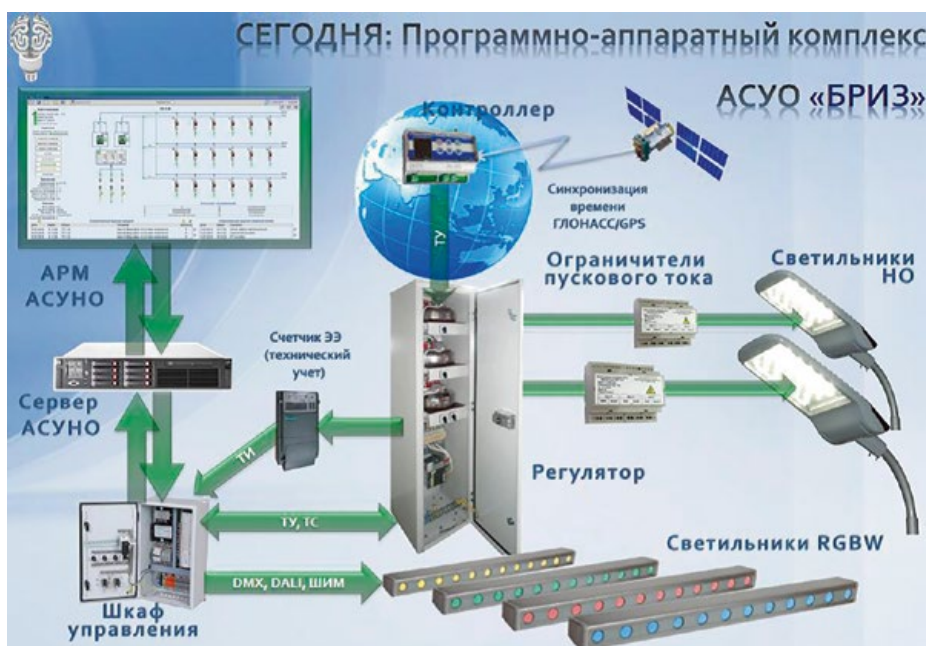 СЕГОДНЯ: Программно-аппаратный комплекс
АСУО «БРИЗ»
Контроллер
Синхронизация
времени
ГЛОНАСС/GPS
ТУ
АРМ
АСУНО
Ограничители
пускового тока
Светильники
НО
Счетчик ЭЭ
(технический
учет)
Сервер
АСУНО
ТИ
Регулятор
ТУ, ТС
Светильники RGBW
DMX, DALI, ШИМ
Шкаф
управления